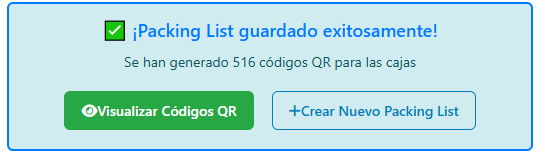 ✅ ¡Packing List guardado exitosamente!
Se han generado 516 códigos QR para las cajas
Visualizar Códigos QR
+Crear Nuevo Packing List